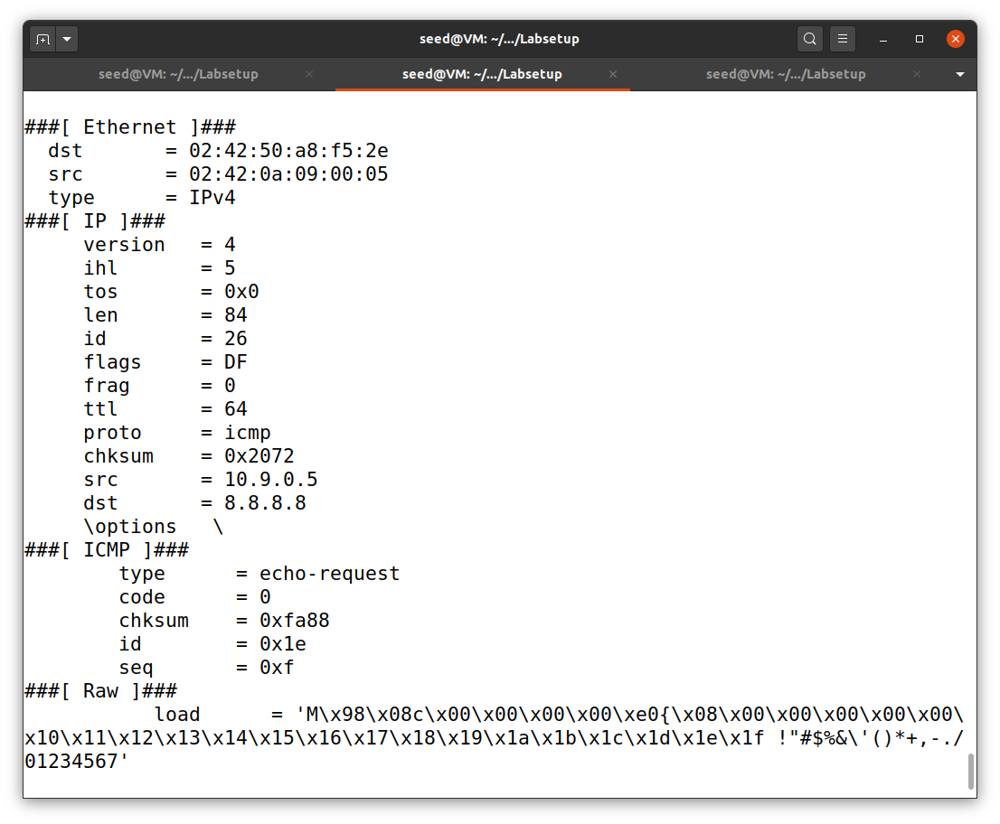 seed@VM: ~/.../Labsetup
seed@VM: ~/.../Labsetup × seed@VM: ~/.../Labsetup × seed@VM: ~/.../Labsetup ×
###[ Ethernet ]###
  dst       = 02:42:50:a8:f5:2e
  src       = 02:42:0a:09:00:05
  type      = IPv4
###[ IP ]###
     version   = 4
     ihl       = 5
     tos       = 0x0
     len       = 84
     id        = 26
     flags     = DF
     frag      = 0
     ttl       = 64
     proto     = icmp
     chksum    = 0x2072
     src       = 10.9.0.5
     dst       = 8.8.8.8
     \options   \
###[ ICMP ]###
        type      = echo-request
        code      = 0
        chksum    = 0xfa88
        id        = 0x1e
        seq       = 0xf
###[ Raw ]###
           load      = 'M\x98\x08c\x00\x00\x00\x00\xe0{\x08\x00\x00\x00\x00\x00\
x10\x11\x12\x13\x14\x15\x16\x17\x18\x19\x1a\x1b\x1c\x1d\x1e\x1f !"#$%&\'()*+,-./
01234567'